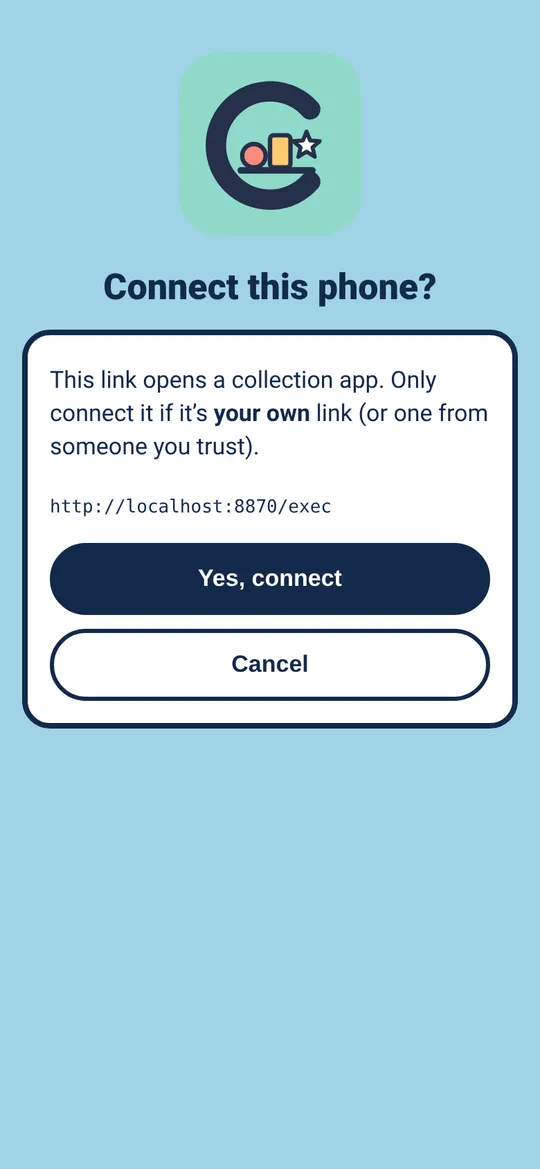 Connect this phone?
This link opens a collection app. Only
connect it if it’s your own link (or one from
someone you trust).
http://localhost:8870/exec
Yes, connect
Cancel